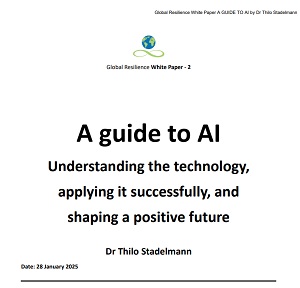 Global Resilience White Paper A GUIDE TO AI by Dr Thilo Stadelmann
Global Resilience White Paper - 2
A guide to AI
Understanding the technology,
applying it successfully, and
shaping a positive future
Dr Thilo Stadelmann
Date: 28 January 2025